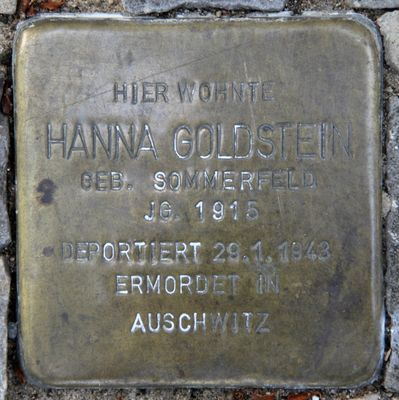 HIER WOHNTE
HANNA GOLDSTEIN
GEB. SOMMERFELD
JG. 1915
DEPORTIERT 29.1.1943
ERMORDET IN
AUSCHWITZ